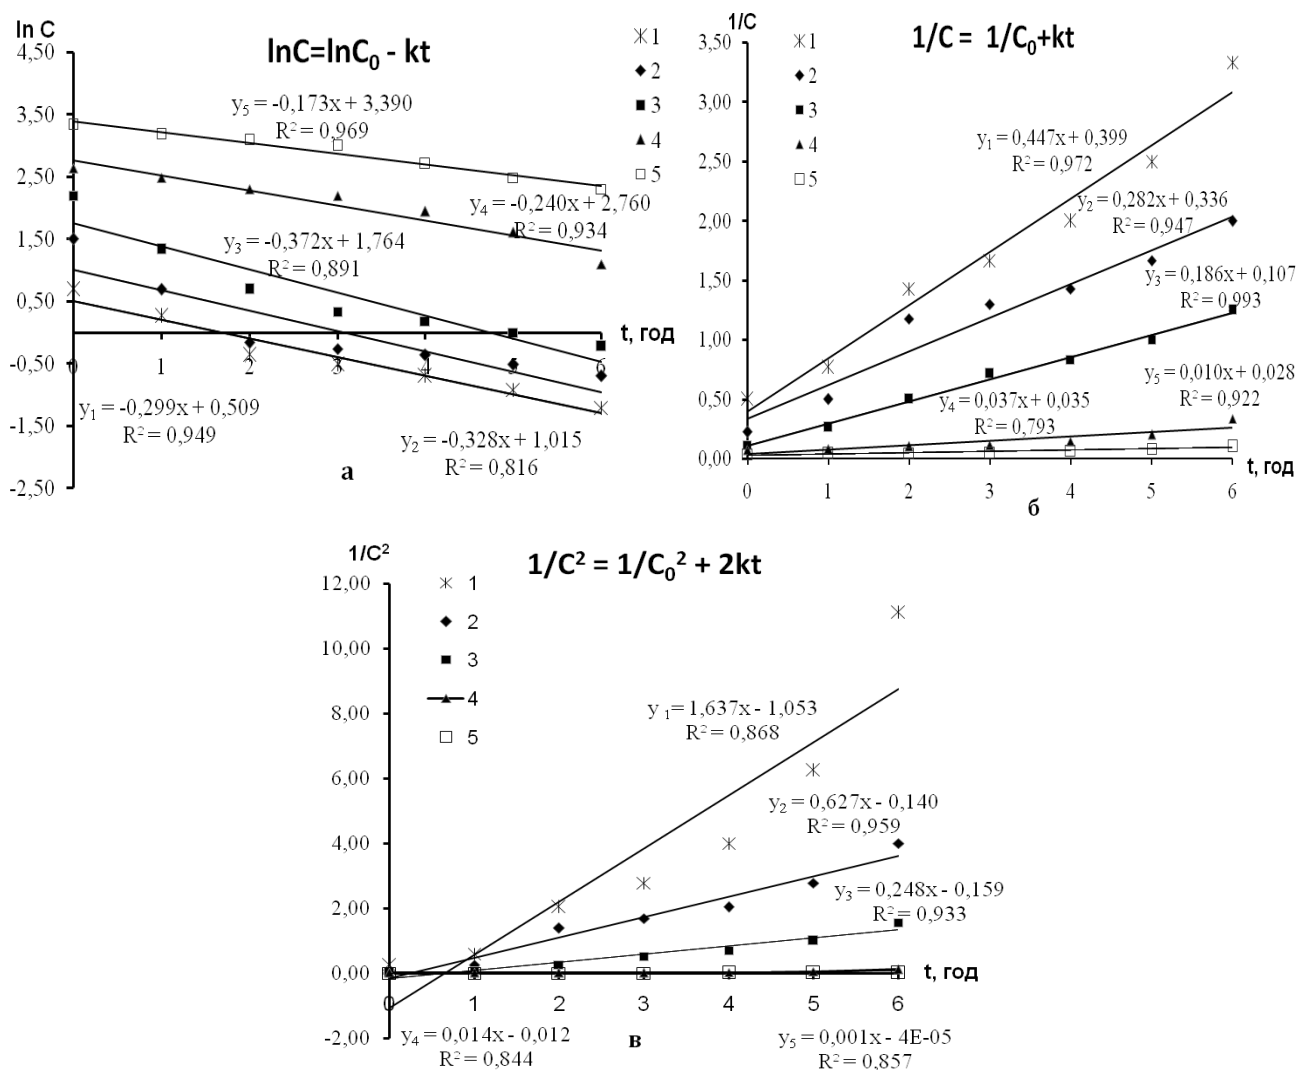 ln C
lnC=lnC₀ - kt
4,50
3,50
2,50
1,50
0,50
-0,50
-1,50
-2,50
0
1
2
3
4
5
6
t, год
1
2
3
4
5
y₅ = -0,173x + 3,390
R² = 0,969
y₄ = -0,240x + 2,760
R² = 0,934
y₃ = -0,372x + 1,764
R² = 0,891
y₁ = -0,299x + 0,509
R² = 0,949
y₂ = -0,328x + 1,015
R² = 0,816
а
1/C
1/C = 1/C₀+kt
3,50
3,00
2,50
2,00
1,50
1,00
0,50
0,00
0
1
2
3
4
5
6
t, год
1
2
3
4
5
y₁ = 0,447x + 0,399
R² = 0,972
y₂ = 0,282x + 0,336
R² = 0,947
y₃ = 0,186x + 0,107
R² = 0,993
y₅ = 0,010x + 0,028
R² = 0,922
y₄ = 0,037x + 0,035
R² = 0,793
б
1/C²
1/C² = 1/C₀² + 2kt
12,00
10,00
8,00
6,00
4,00
2,00
0,00
-2,00
0
1
2
3
4
5
6
t, год
1
2
3
4
5
y ₁ = 1,637x - 1,053
R² = 0,868
y₂ = 0,627x - 0,140
R² = 0,959
y₃ = 0,248x - 0,159
R² = 0,933
y₄ = 0,014x - 0,012
R² = 0,844
y₅ = 0,001x - 4E-05
R² = 0,857
в